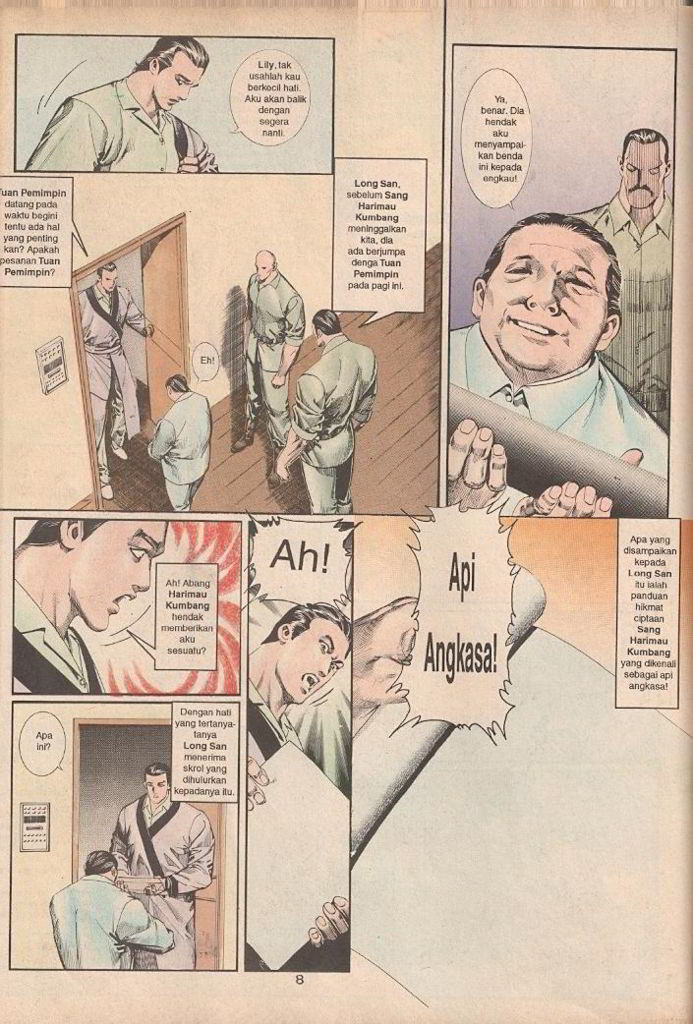 Lily, tak
usahlah kau
berkecil hati.
Aku akan balik
dengan
segera
nanti.
Tuan Pemimpin
datang pada
waktu begini
tentu ada hal
yang penting
kan? Apakah
pesanan Tuan
Pemimpin?
Long San,
sebelum Sang
Harimau
Kumbang
meninggalkan
kita, dia
ada berjumpa
denga Tuan
Pemimpin
pada pagi ini.
Eh!
Ya,
benar. Dia
hendak
aku
menyampai-
kan benda
ini kepada
engkau!
Ah! Abang
Harimau
Kumbang
hendak
memberikan
aku
sesuatu?
Ah!
Api
Angkasa!
Apa yang
disampaikan
kepada
Long San
itu ialah
panduan
hikmat
ciptaan
Sang
Harimau
Kumbang
yang dikenali
sebagai api
angkasa!
Apa
ini?
Dengan hati
yang tertanya-
tanya
Long San
menerima
skrol yang
dihulurkan
kepadanya itu.
8